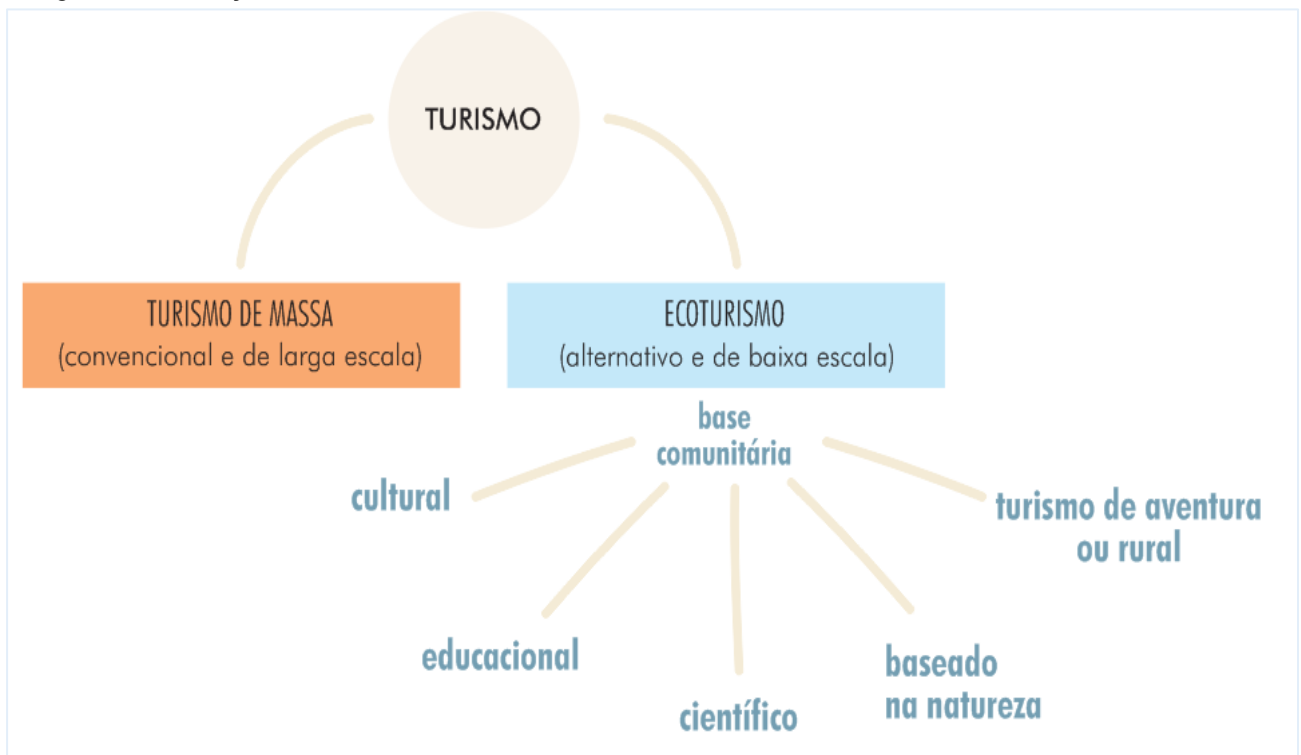 TURISMO
TURISMO DE MASSA
(convencional e de larga escala)
ECOTURISMO
(alternativo e de baixa escala)
base
comunitária
cultural
turismo de aventura
ou rural
educacional
científico
baseado
na natureza